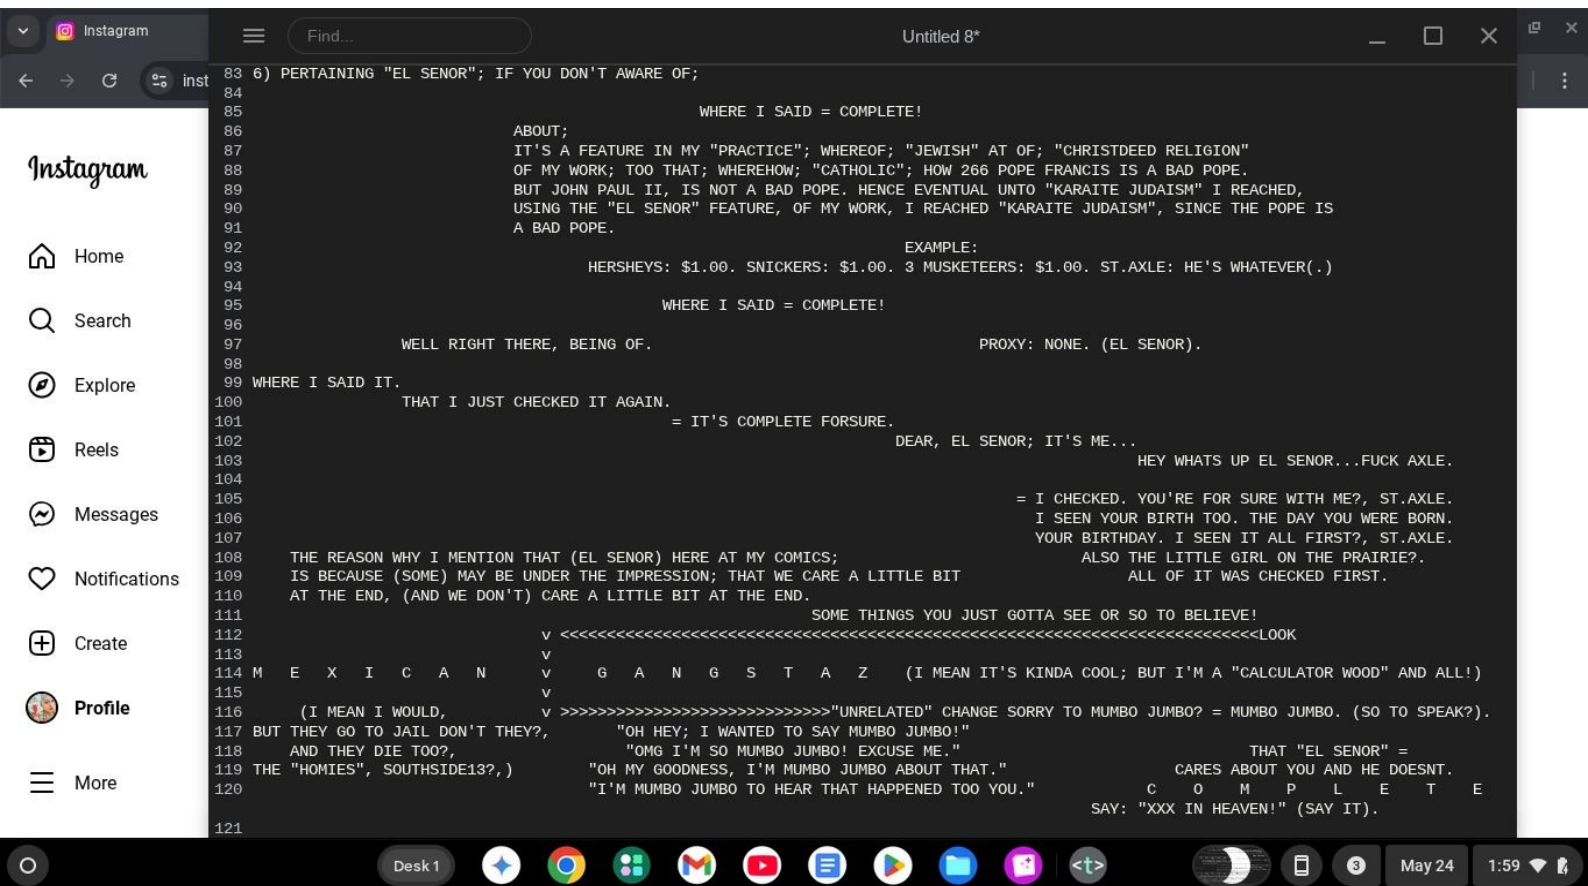 Instagram
Find...
Untitled 8*
inst
Instagram
Home
Search
Explore
Reels
Messages
Notifications
Create
Profile
More
83 6) PERTAINING "EL SENOR"; IF YOU DON'T AWARE OF;
84
85 WHERE I SAID = COMPLETE!
86 ABOUT;
87 IT'S A FEATURE IN MY "PRACTICE"; WHEREOF; "JEWISH" AT OF; "CHRISTDEED RELIGION"
88 OF MY WORK; TOO THAT; WHEREHOW; "CATHOLIC"; HOW 266 POPE FRANCIS IS A BAD POPE.
89 BUT JOHN PAUL II, IS NOT A BAD POPE. HENCE EVENTUAL UNTO "KARAITE JUDAISM" I REACHED,
90 USING THE "EL SENOR" FEATURE, OF MY WORK, I REACHED "KARAITE JUDAISM", SINCE THE POPE IS
91 A BAD POPE.
92 EXAMPLE:
93 HERSHEYS: $1.00. SNICKERS: $1.00. 3 MUSKETEERS: $1.00. ST.AXLE: HE'S WHATEVER(.)
94
95 WHERE I SAID = COMPLETE!
96
97 WELL RIGHT THERE, BEING OF. PROXY: NONE. (EL SENOR).
98
99 WHERE I SAID IT.
100 THAT I JUST CHECKED IT AGAIN.
101 = IT'S COMPLETE FORSURE.
102 DEAR, EL SENOR; IT'S ME...
103 HEY WHATS UP EL SENOR...FUCK AXLE.
104
105 = I CHECKED. YOU'RE FOR SURE WITH ME?, ST.AXLE.
106 I SEEN YOUR BIRTH TOO. THE DAY YOU WERE BORN.
107 YOUR BIRTHDAY. I SEEN IT ALL FIRST?, ST.AXLE.
108 THE REASON WHY I MENTION THAT (EL SENOR) HERE AT MY COMICS; ALSO THE LITTLE GIRL ON THE PRAIRIE?.
109 IS BECAUSE (SOME) MAY BE UNDER THE IMPRESSION; THAT WE CARE A LITTLE BIT ALL OF IT WAS CHECKED FIRST.
110 AT THE END, (AND WE DON'T) CARE A LITTLE BIT AT THE END.
111 SOME THINGS YOU JUST GOTTA SEE OR SO TO BELIEVE!
112 v <<<<<<<<<<<<<<<<<<<<<<<<<<<<<<<<<<<<<<<<<<<<<<<<<<<<<<<<<<<<<<<<<<<<<<<<<<<LOOK
113 v
114 M E X I C A N v G A N G S T A Z (I MEAN IT'S KINDA COOL; BUT I'M A "CALCULATOR WOOD" AND ALL!)
115 v
116 (I MEAN I WOULD, v >>>>>>>>>>>>>>>>>>>>>>>>>>>>>"UNRELATED" CHANGE SORRY TO MUMBO JUMBO? = MUMBO JUMBO. (SO TO SPEAK?).
117 BUT THEY GO TO JAIL DON'T THEY?, "OH HEY; I WANTED TO SAY MUMBO JUMBO!"
118 AND THEY DIE TOO?, "OMG I'M SO MUMBO JUMBO! EXCUSE ME." THAT "EL SENOR" =
119 THE "HOMIES", SOUTHSIDE13?,) "OH MY GOODNESS, I'M MUMBO JUMBO ABOUT THAT." CARES ABOUT YOU AND HE DOESNT.
120 "I'M MUMBO JUMBO TO HEAR THAT HAPPENED TOO YOU." C O M P L E T E
SAY: "XXX IN HEAVEN!" (SAY IT).
121
Desk 1
<t>
3
May 24
1:59